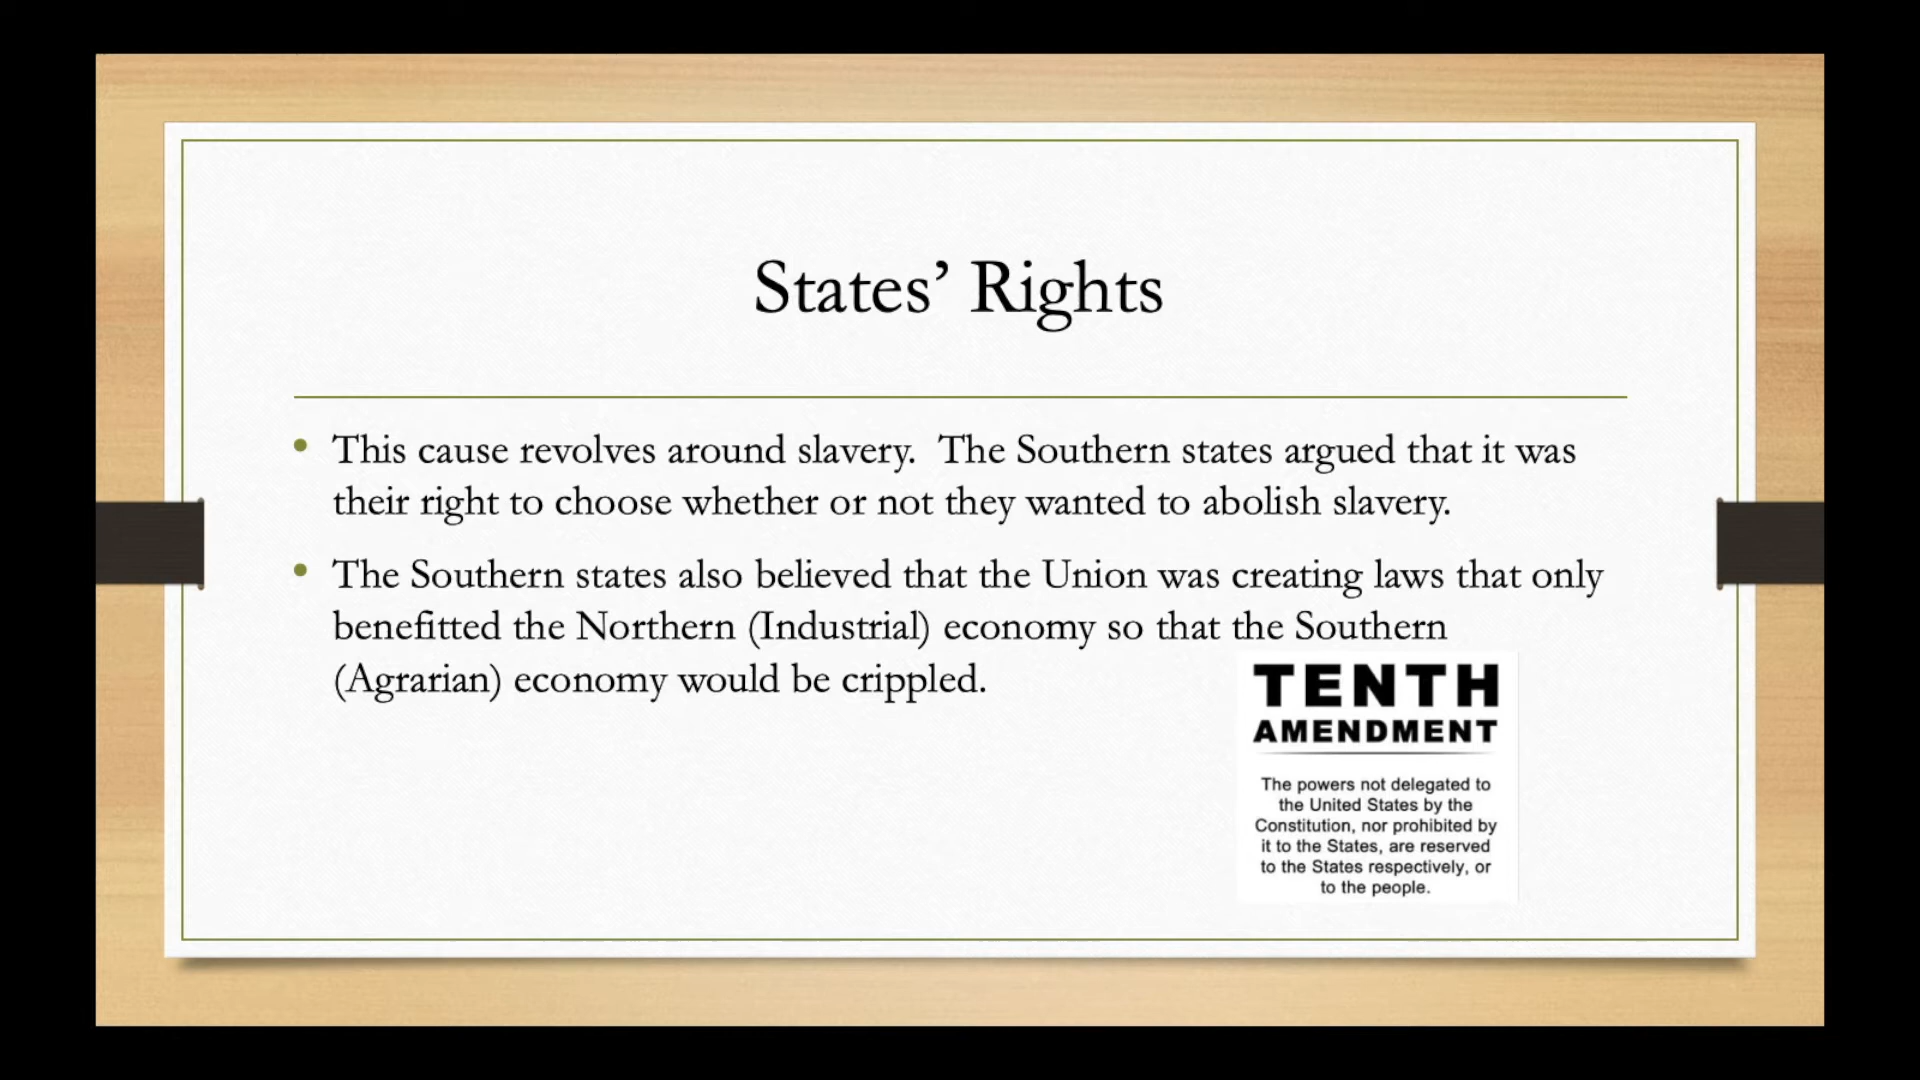 States’ Rights
• This cause revolves around slavery.  The Southern states argued that it was
their right to choose whether or not they wanted to abolish slavery.
• The Southern states also believed that the Union was creating laws that only
benefitted the Northern (Industrial) economy so that the Southern
(Agrarian) economy would be crippled.
TENTH
AMENDMENT
The powers not delegated to
the United States by the
Constitution, nor prohibited by
it to the States, are reserved
to the States respectively, or
to the people.